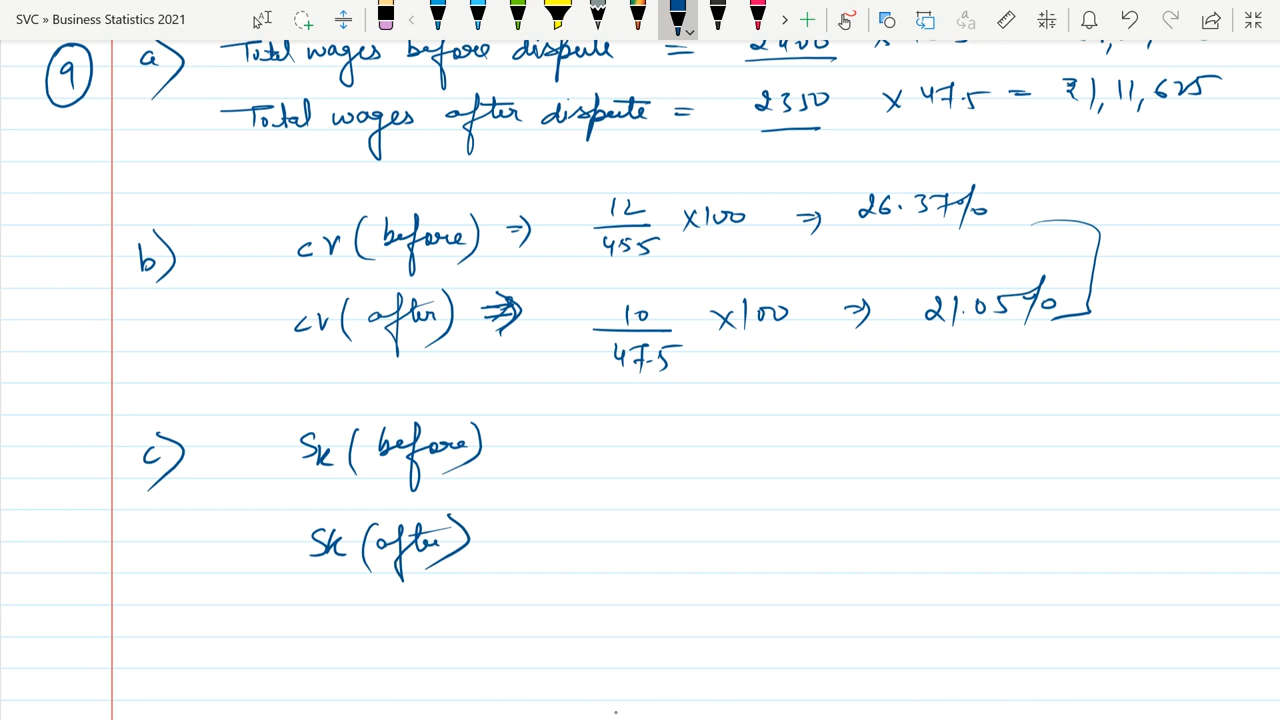 SVC » Business Statistics 2021
9 a) Total wages before dispute = 2400 ×
Total wages after dispute = 2350 × 47.5 = ₹1,11,625
b) CV (before) ⇒ 12/45.5 ×100 ⇒ 26.37%
CV (after) ⇒ 10/47.5 ×100 ⇒ 21.05%
c) Sk (before)
Sk (after)